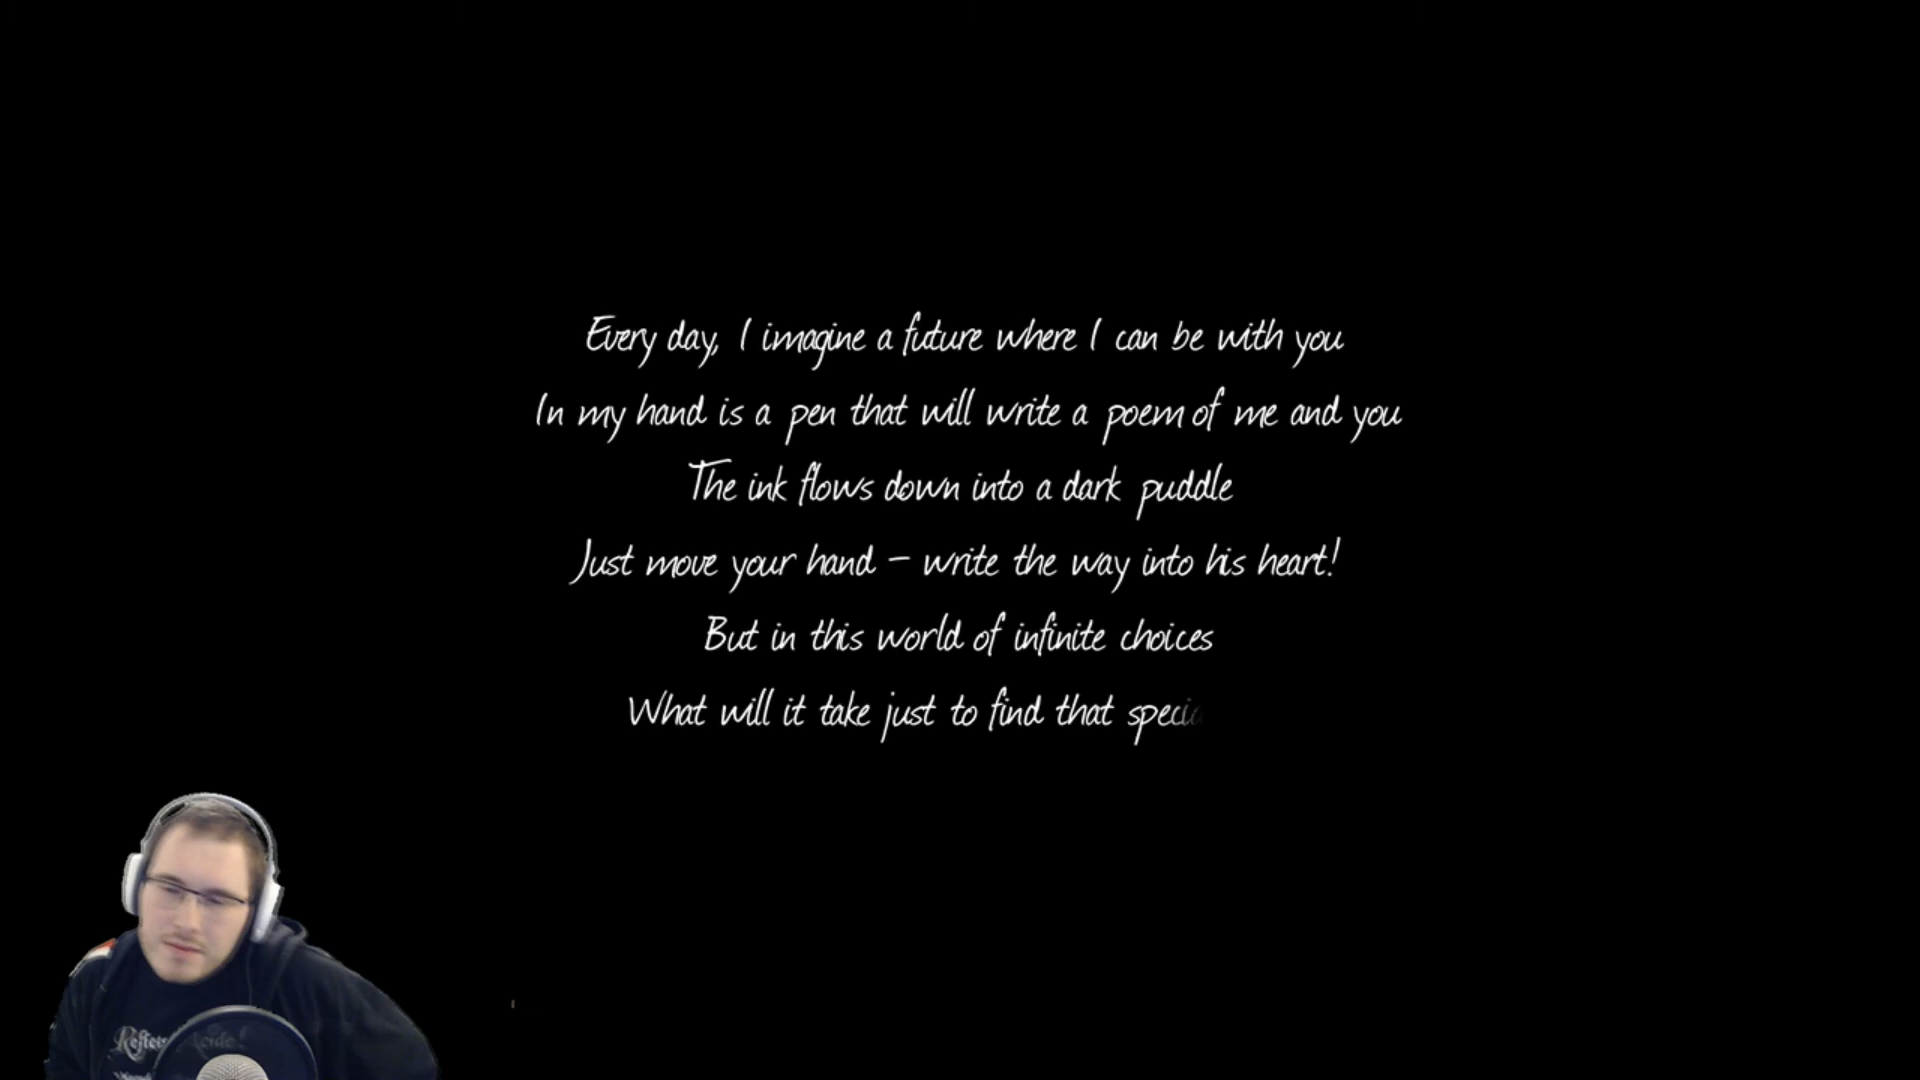 Every day, I imagine a future where I can be with you
In my hand is a pen that will write a poem of me and you
The ink flows down into a dark puddle
Just move your hand – write the way into his heart!
But in this world of infinite choices
What will it take just to find that specia